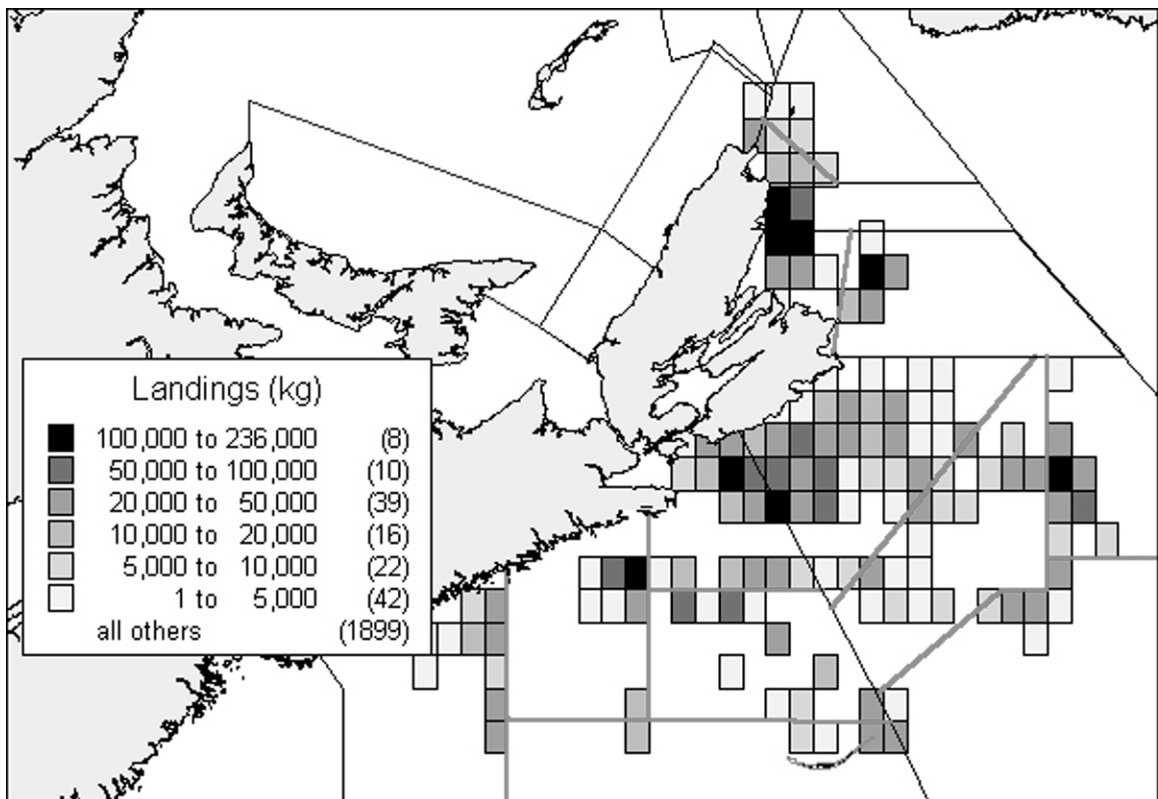 Landings (kg)
100,000 to 236,000 (8)
50,000 to 100,000 (10)
20,000 to 50,000 (39)
10,000 to 20,000 (16)
5,000 to 10,000 (22)
1 to 5,000 (42)
all others (1899)